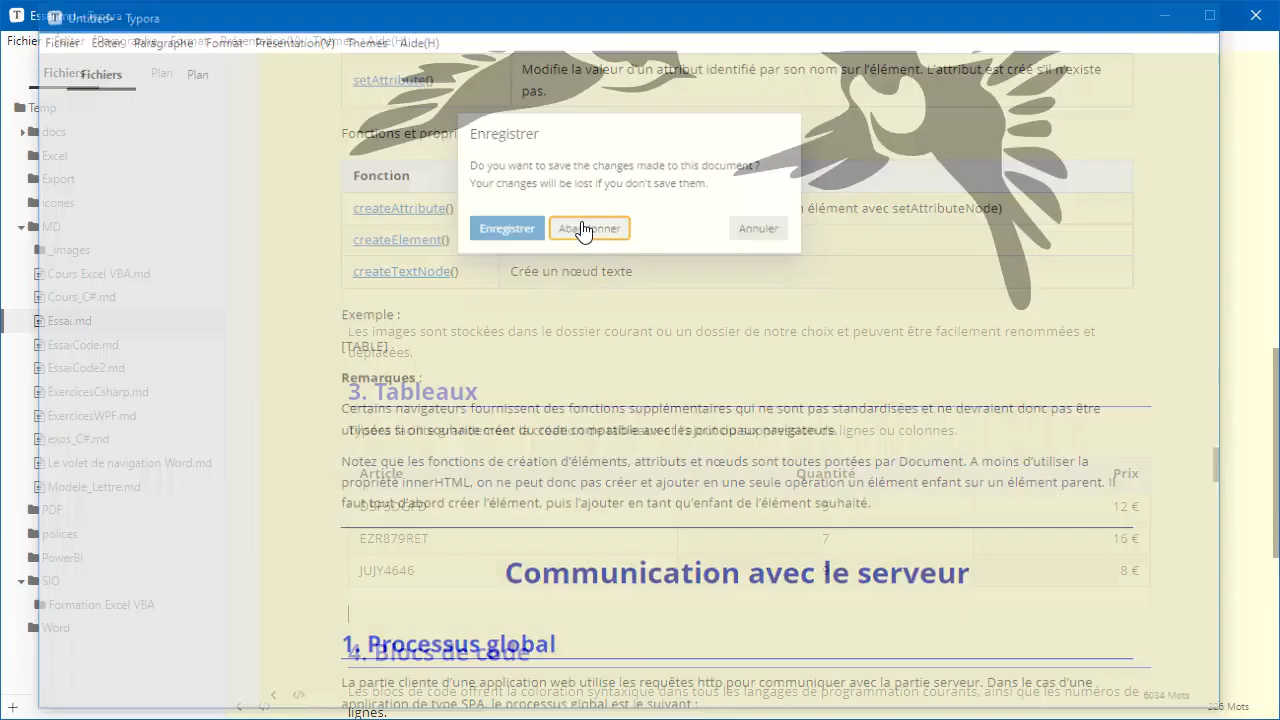 Untitled• - Typora
Essai.md - Typora
Fichier Editer Paragraphe Format Présentation(V) Thèmes Aide(H)
Fichiers Plan
Fichiers Plan
Temp
docs
Excel
Export
icones
MD
_images
Cours Excel VBA.md
Cours_C#.md
Essai.md
EssaiCode.md
EssaiCode2.md
ExercicesCsharp.md
ExercicesWPF.md
exos_C#.md
Le volet de navigation Word.md
Modele_Lettre.md
PDF
polices
PowerBI
SIO
Formation Excel VBA
Word
setAttribute()
Modifie la valeur d'un attribut identifié par son nom sur l'élément. L'attribut est créé s'il n'existe
pas.
Fonctions et propri
Fonction
createAttribute()
n élément avec setAttributeNode)
createElement()
createTextNode()
Crée un nœud texte
Enregistrer
Do you want to save the changes made to this document ?
Your changes will be lost if you don't save them.
Enregistrer Abandonner Annuler
Exemple :
Les images sont stockées dans le dossier courant ou un dossier de notre choix et peuvent être facilement renommées et
déplacées.
[TABLE]
Remarques :
3. Tableaux
Certains navigateurs fournissent des fonctions supplémentaires qui ne sont pas standardisées et ne devraient donc pas être
utilisées si on souhaite créer du code compatible avec les principaux navigateurs.
lignes ou colonnes.
Notez que les fonctions de création d'éléments, attributs et nœuds sont toutes portées par Document. A moins d'utiliser la
Article Quantité Prix
propriété innerHTML, on ne peut donc pas créer et ajouter en une seule opération un élément enfant sur un élément parent. Il
faut tout d'abord créer l'élément, puis l'ajouter en tant qu'enfant de l'élément souhaité.
12 €
EZR879RET 7 16 €
JUJY4646 8 €
Communication avec le serveur
1. Processus global
4. Blocs de code
La partie cliente d'une application web utilise les requêtes http pour communiquer avec la partie serveur. Dans le cas d'une
Les blocs de code offrent la coloration syntaxique dans tous les langages de programmation courants, ainsi que les numéros de
application de type SPA, le processus global est le suivant :
lignes.
6034 Mots
Mots